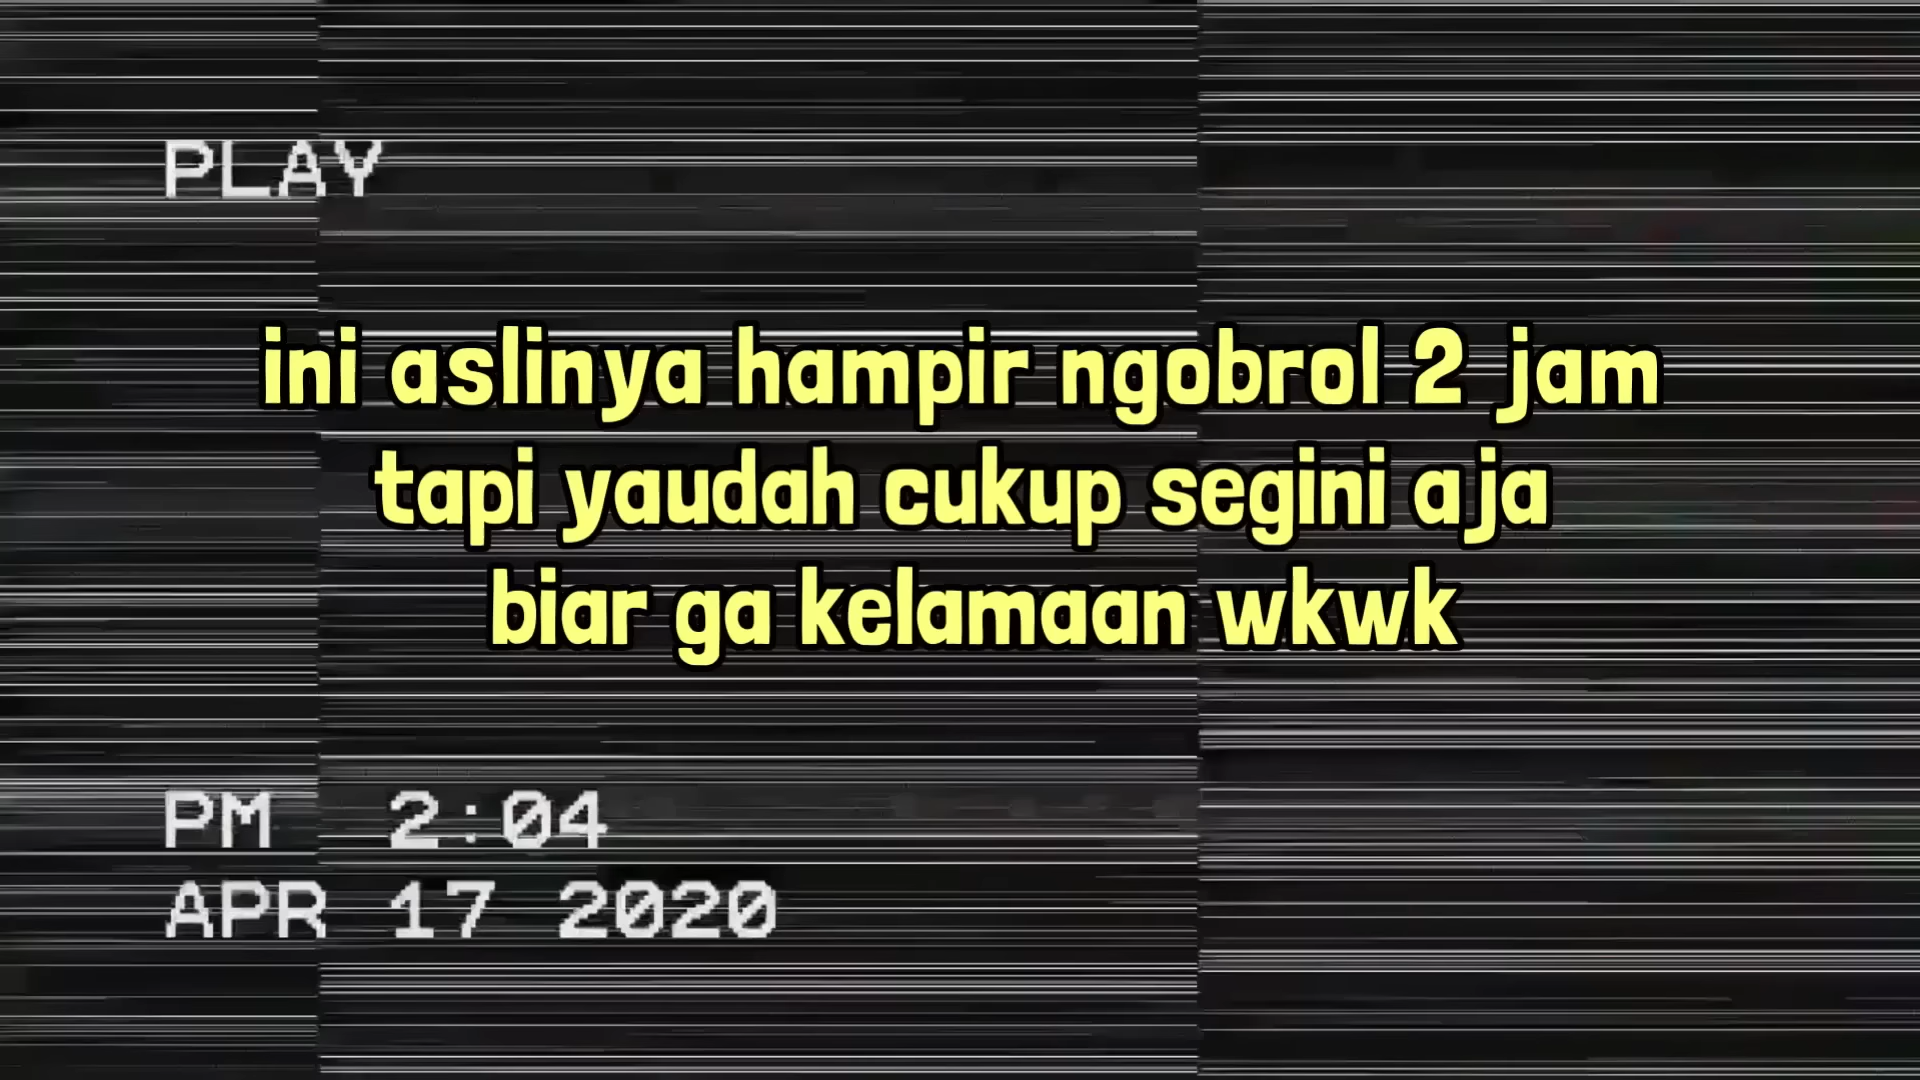 PLAY
ini aslinya hampir ngobrol 2 jam
tapi yaudah cukup segini aja
biar ga kelamaan wkwk
PM 2:04
APR 17 2020